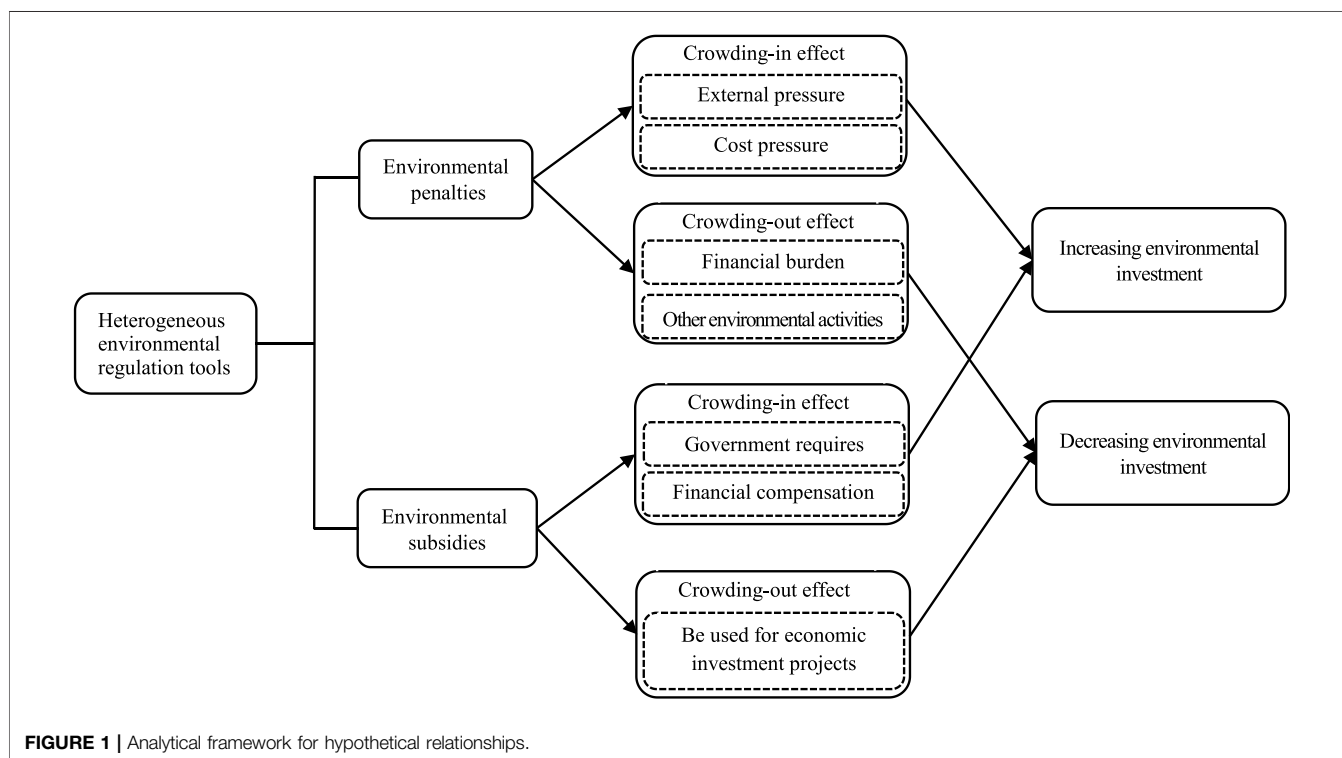 Heterogeneous
environmental
regulation tools
Environmental
penalties
Environmental
subsidies
Crowding-in effect
External pressure
Cost pressure
Crowding-out effect
Financial burden
Other environmental activities
Crowding-in effect
Government requires
Financial compensation
Crowding-out effect
Be used for economic
investment projects
Increasing environmental
investment
Decreasing environmental
investment
FIGURE 1 | Analytical framework for hypothetical relationships.